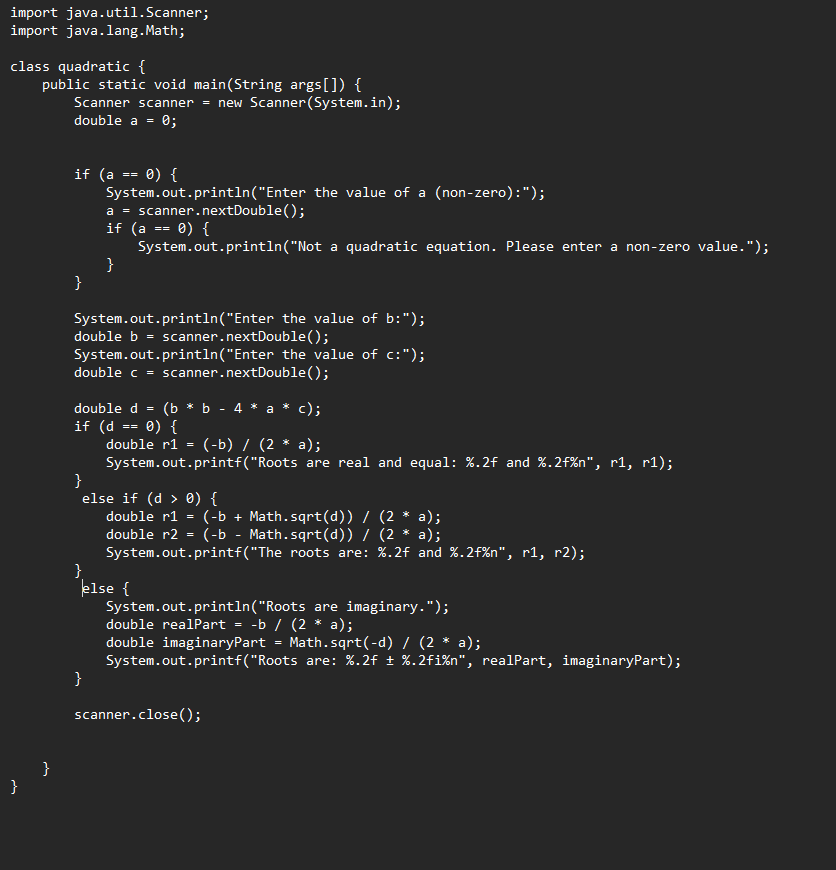 import java.util.Scanner;
import java.lang.Math;

class quadratic {
    public static void main(String args[]) {
        Scanner scanner = new Scanner(System.in);
        double a = 0;


        if (a == 0) {
            System.out.println("Enter the value of a (non-zero):");
            a = scanner.nextDouble();
            if (a == 0) {
                System.out.println("Not a quadratic equation. Please enter a non-zero value.");
            }
        }

        System.out.println("Enter the value of b:");
        double b = scanner.nextDouble();
        System.out.println("Enter the value of c:");
        double c = scanner.nextDouble();

        double d = (b * b - 4 * a * c);
        if (d == 0) {
            double r1 = (-b) / (2 * a);
            System.out.printf("Roots are real and equal: %.2f and %.2f%n", r1, r1);
        }
         else if (d > 0) {
            double r1 = (-b + Math.sqrt(d)) / (2 * a);
            double r2 = (-b - Math.sqrt(d)) / (2 * a);
            System.out.printf("The roots are: %.2f and %.2f%n", r1, r2);
        }
         else {
            System.out.println("Roots are imaginary.");
            double realPart = -b / (2 * a);
            double imaginaryPart = Math.sqrt(-d) / (2 * a);
            System.out.printf("Roots are: %.2f ± %.2fi%n", realPart, imaginaryPart);
        }

        scanner.close();


    }
}